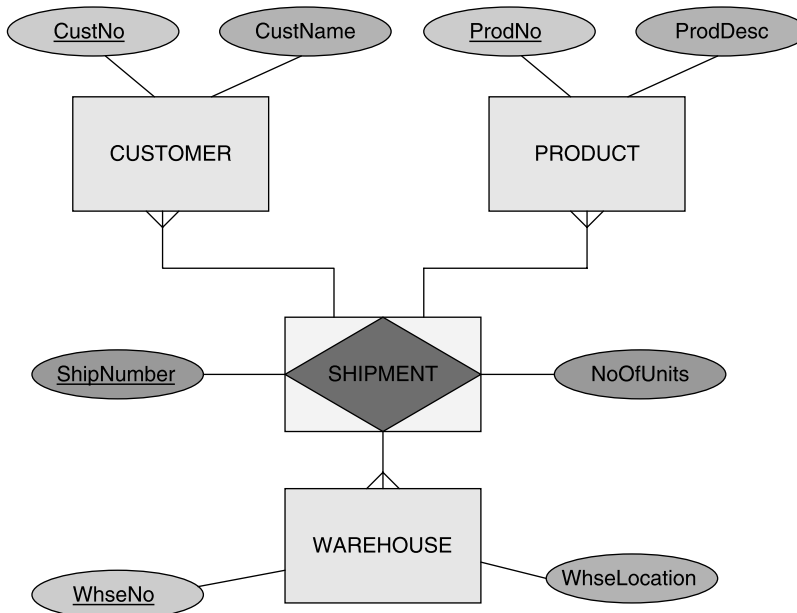 CustNo
CustName
ProdNo
ProdDesc
CUSTOMER
PRODUCT
ShipNumber
SHIPMENT
NoOfUnits
WAREHOUSE
WhseNo
WhseLocation